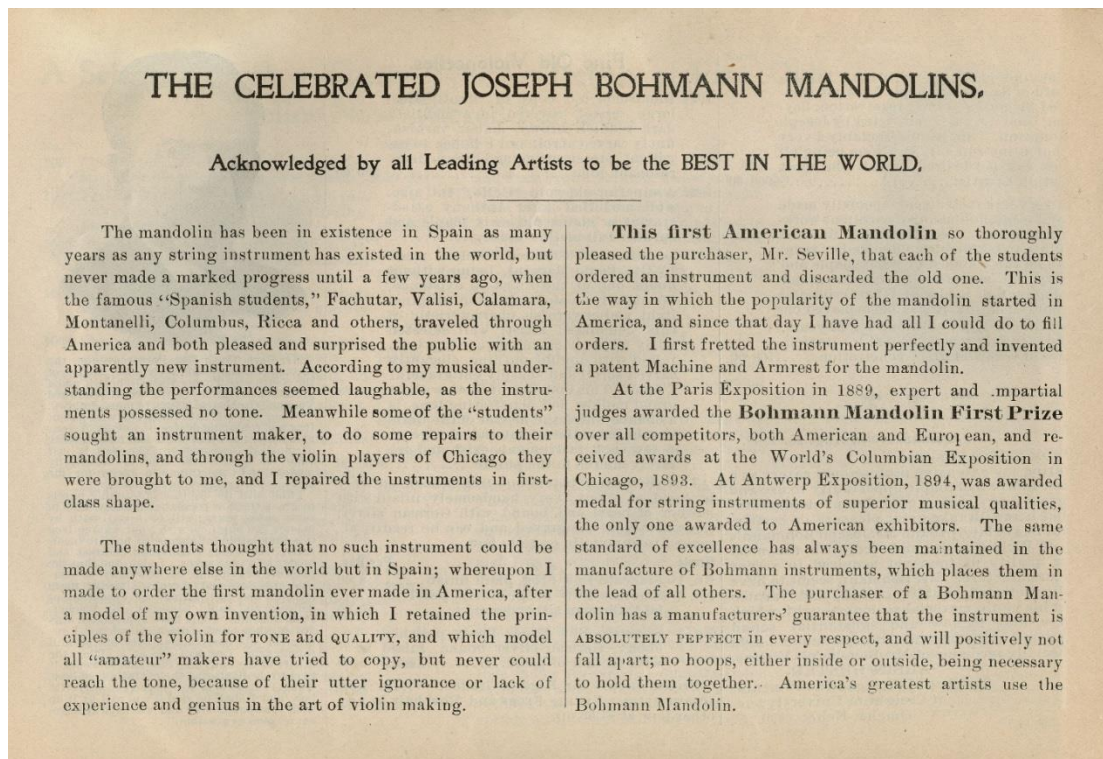 THE CELEBRATED JOSEPH BOHMANN MANDOLINS.
Acknowledged by all Leading Artists to be the BEST IN THE WORLD.
The mandolin has been in existence in Spain as many
years as any string instrument has existed in the world, but
never made a marked progress until a few years ago, when
the famous “Spanish students,” Fachutar, Valisi, Calamara,
Montanelli, Columbus, Ricca and others, traveled through
America and both pleased and surprised the public with an
apparently new instrument. According to my musical under-
standing the performances seemed laughable, as the instru-
ments possessed no tone. Meanwhile some of the “students”
sought an instrument maker, to do some repairs to their
mandolins, and through the violin players of Chicago they
were brought to me, and I repaired the instruments in first-
class shape.
The students thought that no such instrument could be
made anywhere else in the world but in Spain; whereupon I
made to order the first mandolin ever made in America, after
a model of my own invention, in which I retained the prin-
ciples of the violin for TONE and QUALITY, and which model
all “amateur” makers have tried to copy, but never could
reach the tone, because of their utter ignorance or lack of
experience and genius in the art of violin making.
This first American Mandolin so thoroughly
pleased the purchaser, Mr. Seville, that each of the students
ordered an instrument and discarded the old one. This is
the way in which the popularity of the mandolin started in
America, and since that day I have had all I could do to fill
orders. I first fretted the instrument perfectly and invented
a patent Machine and Armrest for the mandolin.
At the Paris Exposition in 1889, expert and .mpartial
judges awarded the Bohmann Mandolin First Prize
over all competitors, both American and European, and re-
ceived awards at the World's Columbian Exposition in
Chicago, 1893. At Antwerp Exposition, 1894, was awarded
medal for string instruments of superior musical qualities,
the only one awarded to American exhibitors. The same
standard of excellence has always been maintained in the
manufacture of Bohmann instruments, which places them in
the lead of all others. The purchaser of a Bohmann Man-
dolin has a manufacturers' guarantee that the instrument is
ABSOLUTELY PEPFECT in every respect, and will positively not
fall apart; no hoops, either inside or outside, being necessary
to hold them together. America's greatest artists use the
Bohmann Mandolin.